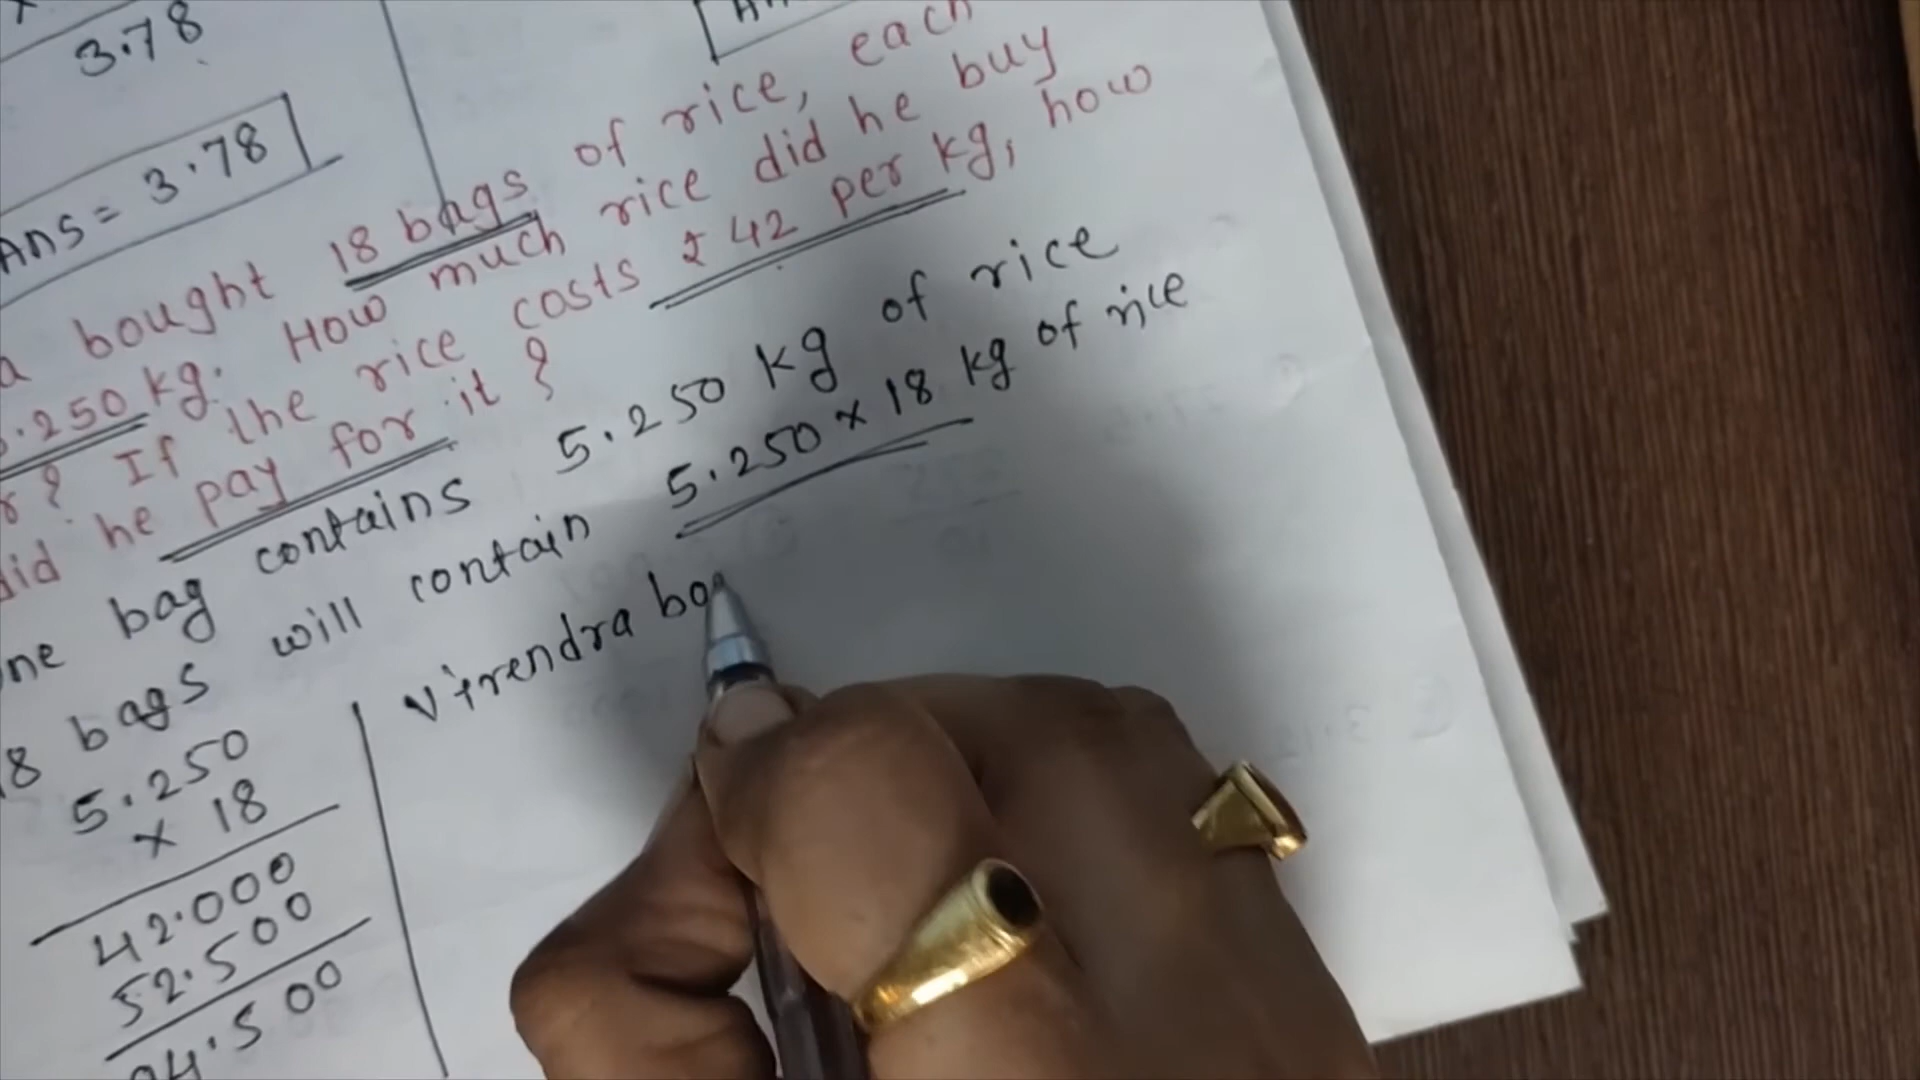 3.78
Ans = 3.78
bought 18 bags of rice, each
.250 kg. How much rice did he buy
? If the rice costs ₹ 42 per kg, how
did he pay for it ?
bag contains 5.250 kg of rice
8 bags will contain 5.250 × 18 kg of rice
5.250
× 18
42.000
52.500
94.500
Virendra bo